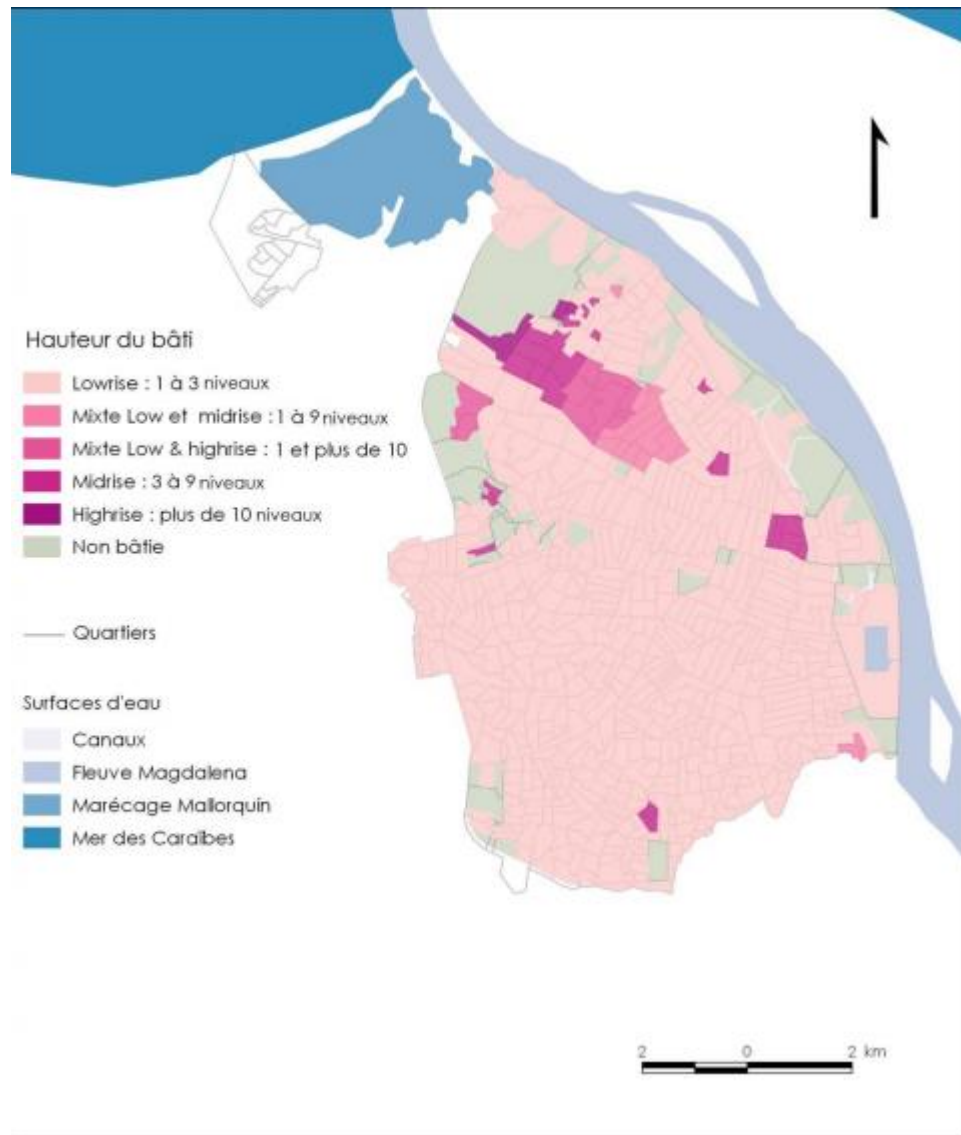 Hauteur du bâti
Lowrise : 1 à 3 niveaux
Mixte Low et midrise : 1 à 9 niveaux
Mixte Low & highrise : 1 et plus de 10
Midrise : 3 à 9 niveaux
Highrise : plus de 10 niveaux
Non bâtie
Quartiers
Surfaces d'eau
Canaux
Fleuve Magdalena
Marécage Mallorquin
Mer des Caraïbes
2 0 2 km